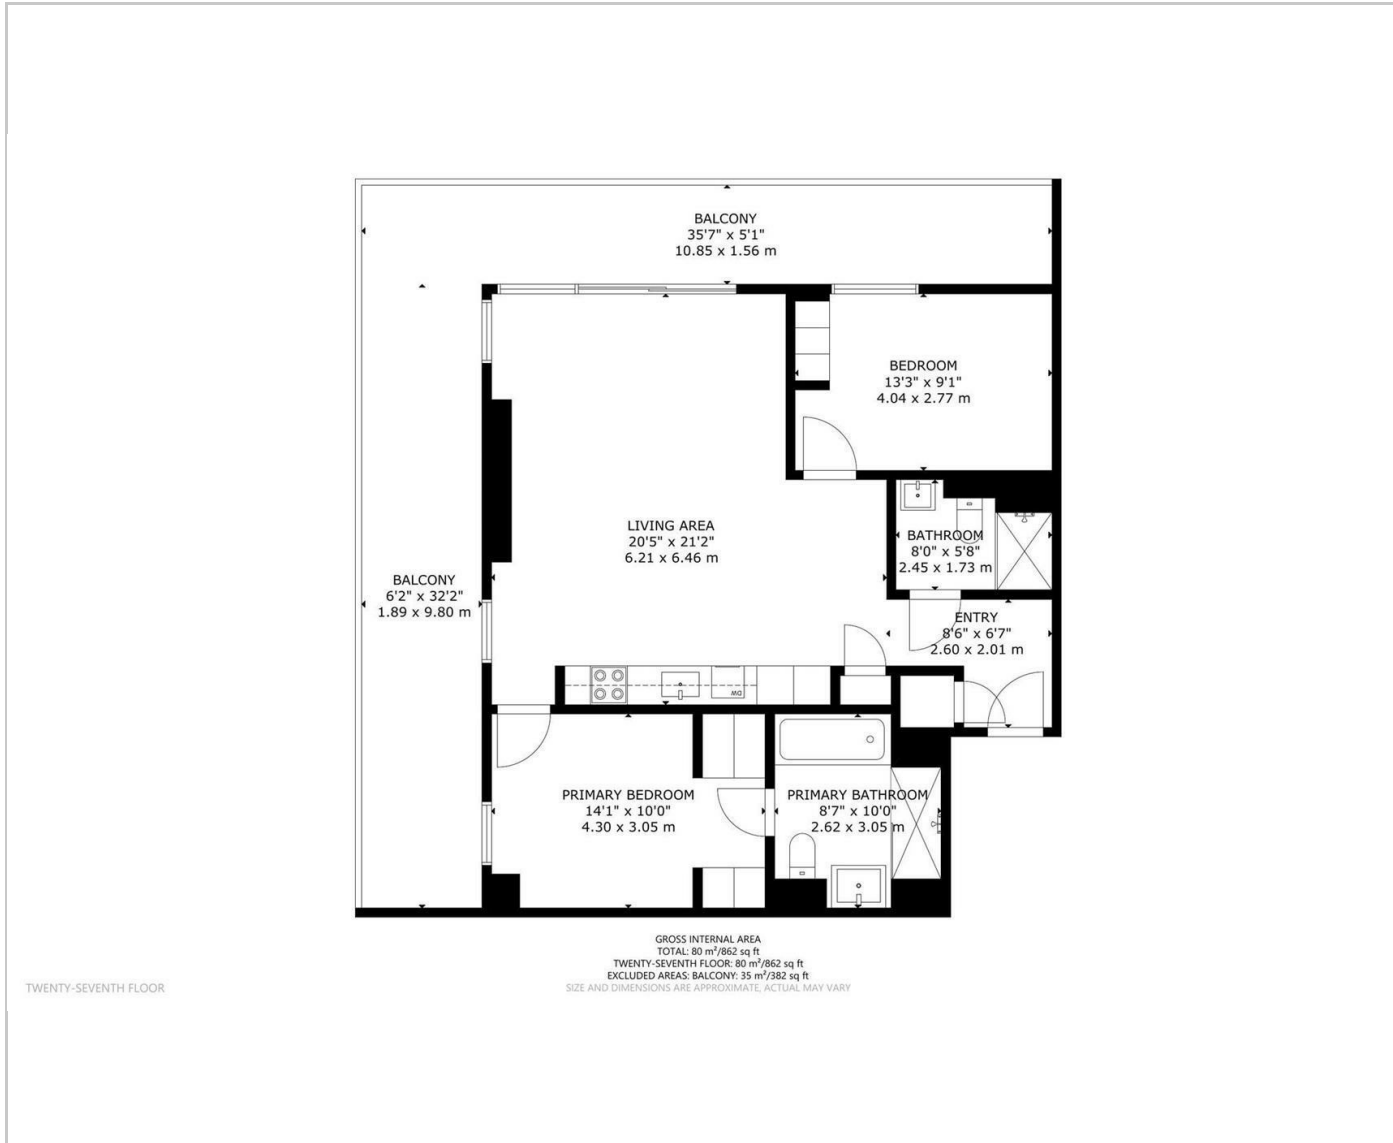 BALCONY
35'7" x 5'1"
10.85 x 1.56 m
BEDROOM
13'3" x 9'1"
4.04 x 2.77 m
LIVING AREA
20'5" x 21'2"
6.21 x 6.46 m
BATHROOM
8'0" x 5'8"
2.45 x 1.73 m
BALCONY
6'2" x 32'2"
1.89 x 9.80 m
ENTRY
8'6" x 6'7"
2.60 x 2.01 m
DW
PRIMARY BEDROOM
14'1" x 10'0"
4.30 x 3.05 m
PRIMARY BATHROOM
8'7" x 10'0"
2.62 x 3.05 m
GROSS INTERNAL AREA
TOTAL: 80 m²/862 sq ft
TWENTY-SEVENTH FLOOR: 80 m²/862 sq ft
EXCLUDED AREAS: BALCONY: 35 m²/382 sq ft
SIZE AND DIMENSIONS ARE APPROXIMATE, ACTUAL MAY VARY
TWENTY-SEVENTH FLOOR